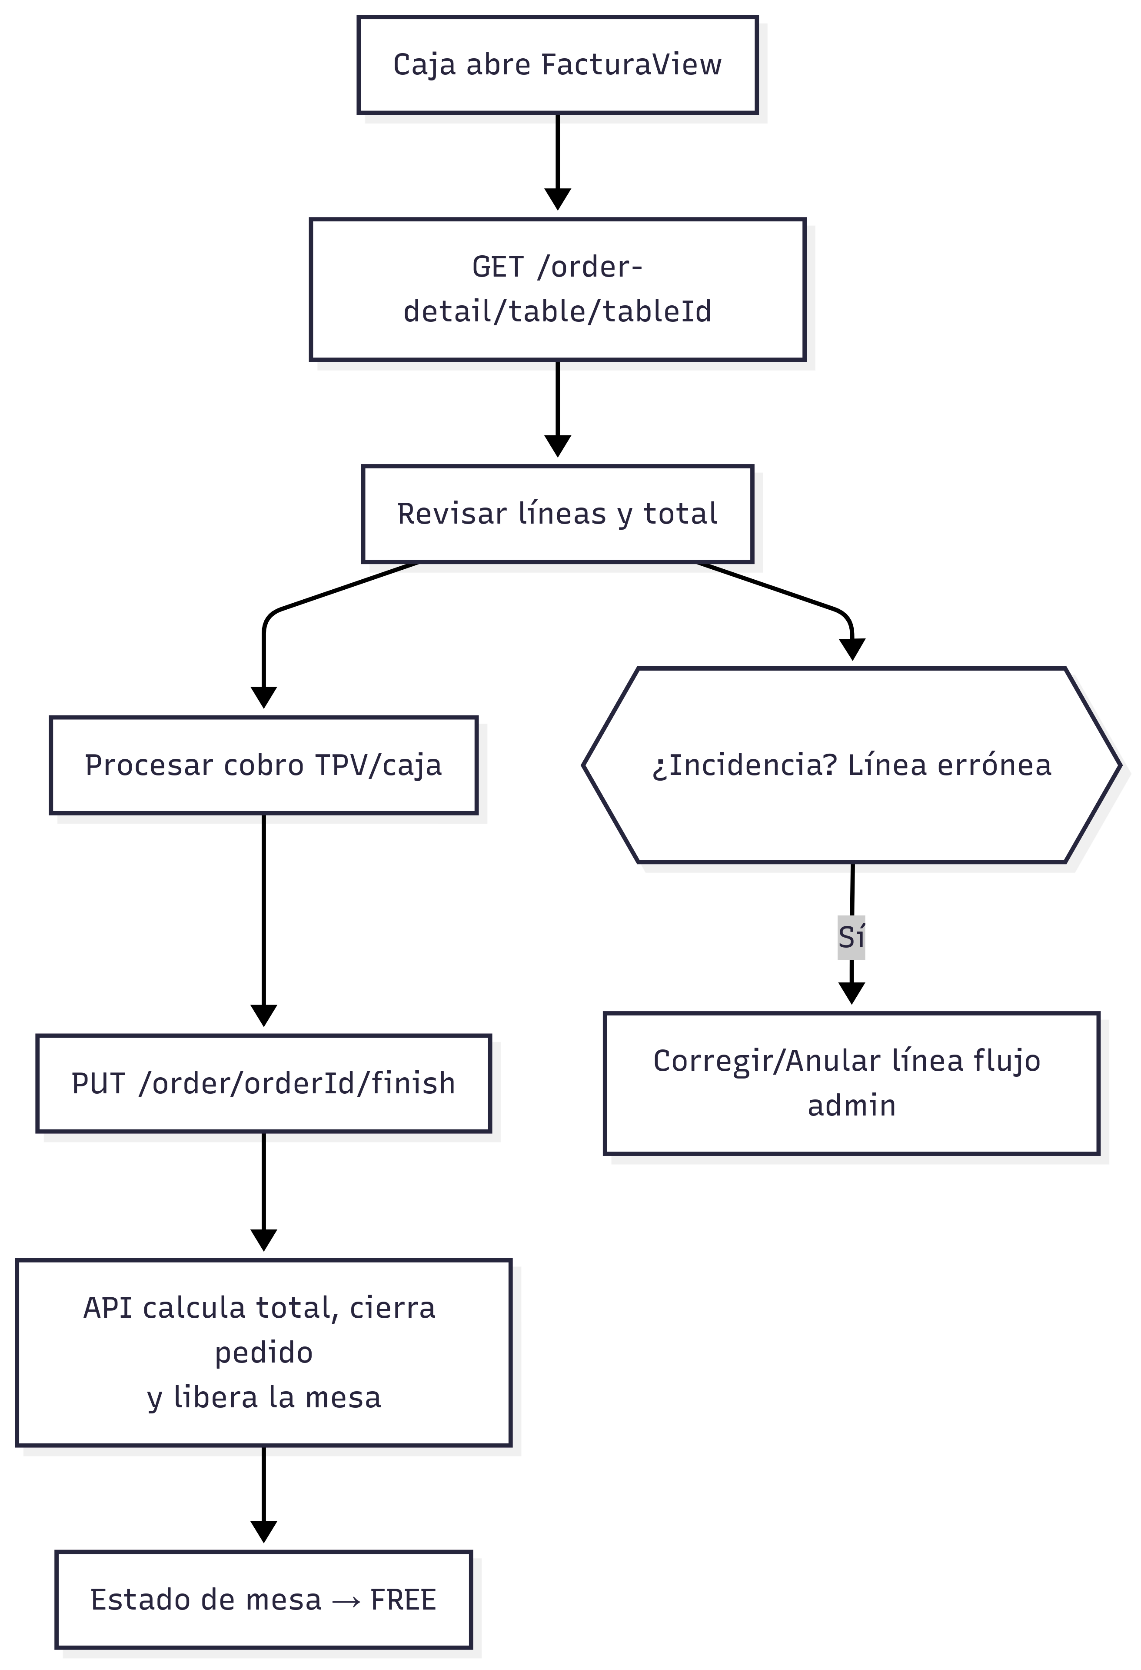 Caja abre FacturaView
GET /order-
detail/table/tableId
Revisar líneas y total
Procesar cobro TPV/caja
¿Incidencia? Línea errónea
Sí
Corregir/Anular línea flujo
admin
PUT /order/orderId/finish
API calcula total, cierra
pedido
y libera la mesa
Estado de mesa → FREE